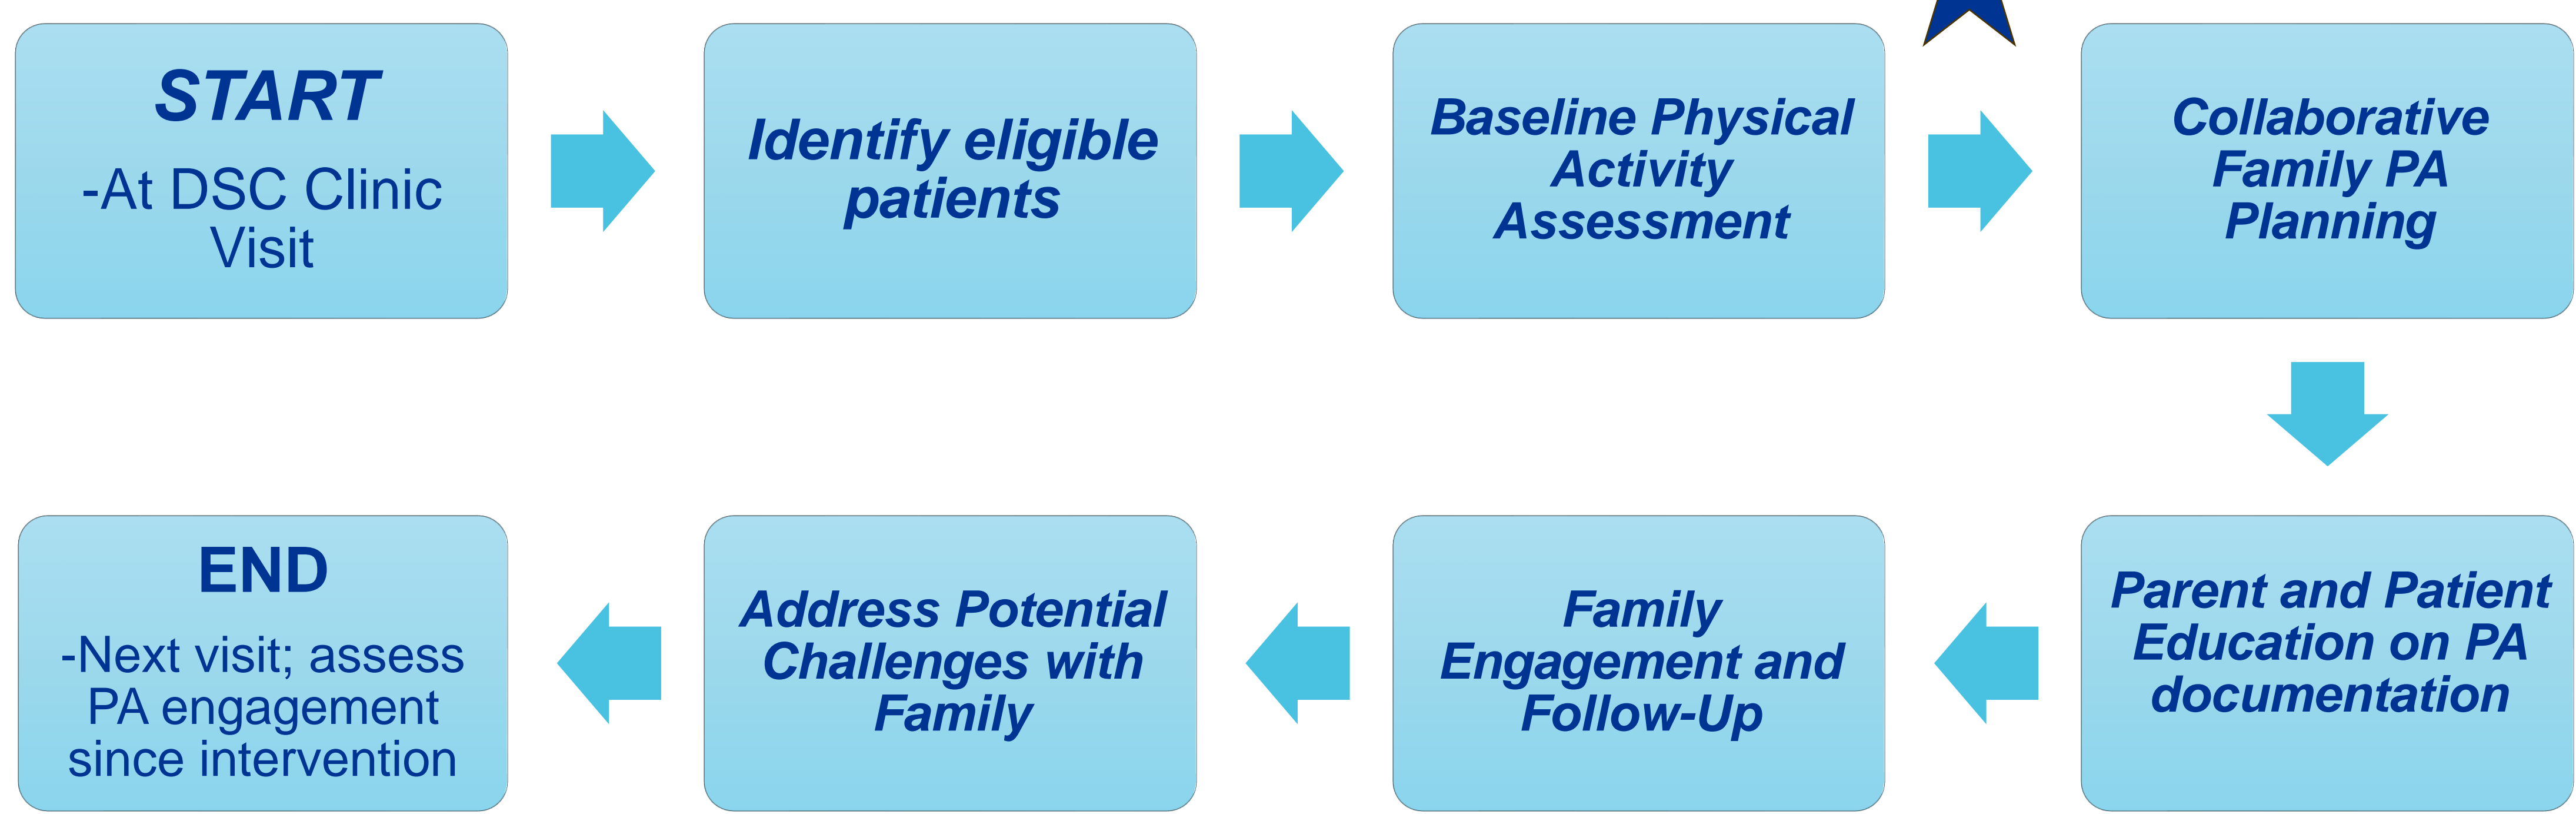 START
-At DSC Clinic
Visit
Identify eligible
patients
Baseline Physical
Activity
Assessment
Collaborative
Family PA
Planning
Parent and Patient
Education on PA
documentation
Family
Engagement and
Follow-Up
Address Potential
Challenges with
Family
END
-Next visit; assess
PA engagement
since intervention